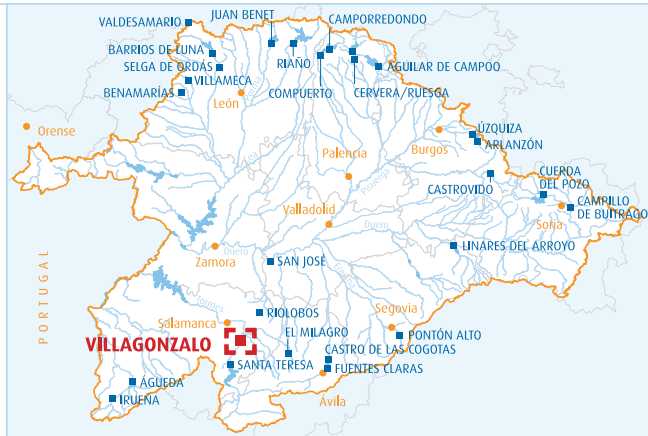 JUAN BENET
CAMPORREDONDO
VALDESAMARIO
BARRIOS DE LUNA
RIAÑO
SELGA DE ORDÁS
AGUILAR DE CAMPOO
VILLAMECA
COMPUERTO
CERVERA/RUESGA
BENAMARÍAS
León
Orense
ÚZQUIZA
Burgos
ARLANZÓN
Palencia
Pisuerga
CUERDA
DEL POZO
CASTROVIDO
CAMPILLO
DE BUITRAGO
Valladolid
Soria
Duero
Duero
LINARES DEL ARROYO
Zamora
SAN JOSÉ
PORTUGAL
Tormes
RIOLOBOS
Segovia
Salamanca
EL MILAGRO
PONTÓN ALTO
VILLAGONZALO
CASTRO DE LAS COGOTAS
SANTA TERESA
FUENTES CLARAS
ÁGUEDA
Ávila
IRUEÑA